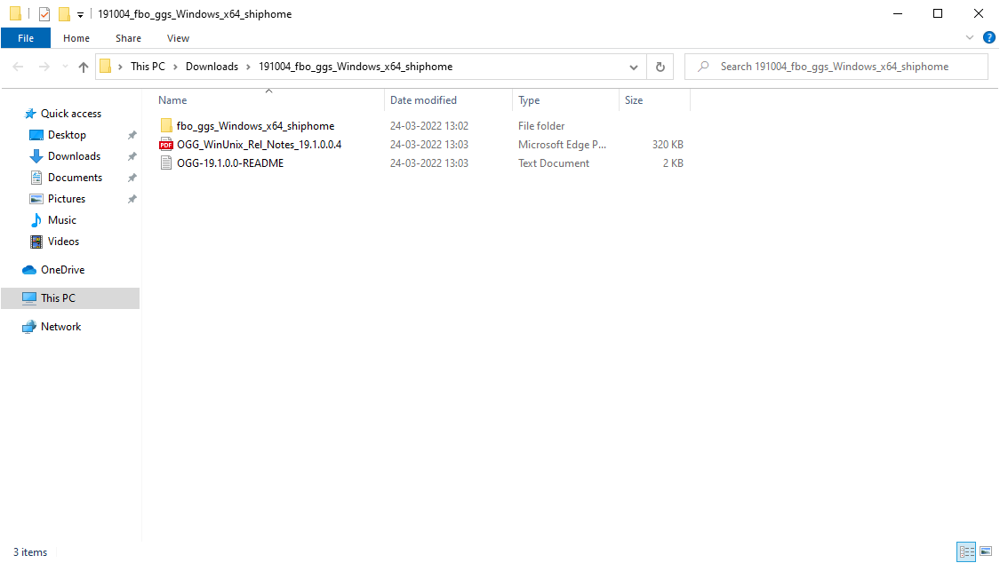 191004_fbo_ggs_Windows_x64_shiphome
File Home Share View
This PC Downloads 191004_fbo_ggs_Windows_x64_shiphome Search 191004_fbo_ggs_Windows_x64_shiphome
Name Date modified Type Size
Quick access
Desktop
Downloads
Documents
Pictures
Music
Videos
OneDrive
This PC
Network
fbo_ggs_Windows_x64_shiphome 24-03-2022 13:02 File folder
PDF OGG_WinUnix_Rel_Notes_19.1.0.0.4 24-03-2022 13:03 Microsoft Edge P... 320 KB
OGG-19.1.0.0-README 24-03-2022 13:03 Text Document 2 KB
3 items